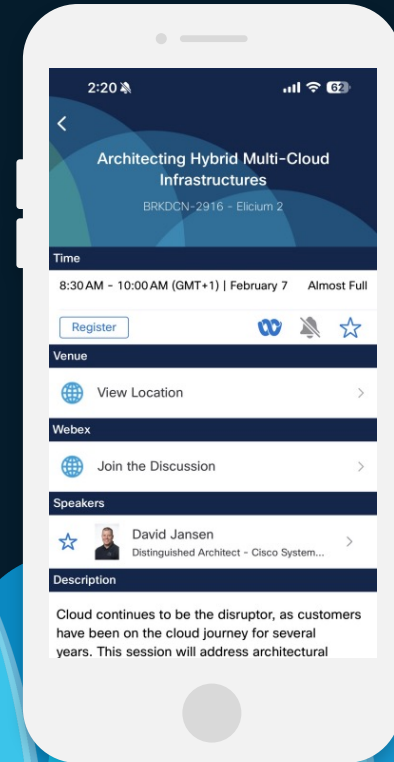 2:20
62
Architecting Hybrid Multi-Cloud
Infrastructures
BRKDCN-2916 - Elicium 2
Time
8:30 AM - 10:00 AM (GMT+1) | February 7 Almost Full
Register
Venue
View Location
Webex
Join the Discussion
Speakers
David Jansen
Distinguished Architect - Cisco System...
Description
Cloud continues to be the disruptor, as customers
have been on the cloud journey for several
years. This session will address architectural